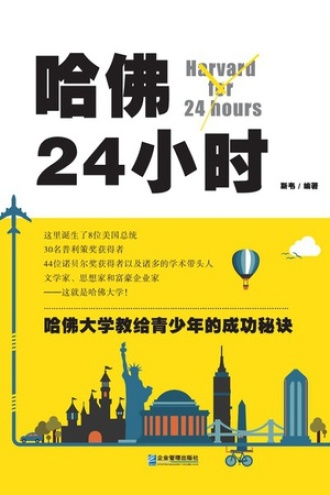 哈佛
Harvard
for
24 hours
24小时
斯韦 / 编著
这里诞生了8位美国总统
30名普利策奖获得者
44位诺贝尔奖获得者以及诸多的学术带头人
文学家、思想家和富豪企业家
——这就是哈佛大学！
哈佛大学教给青少年的成功秘诀
企业管理出版社